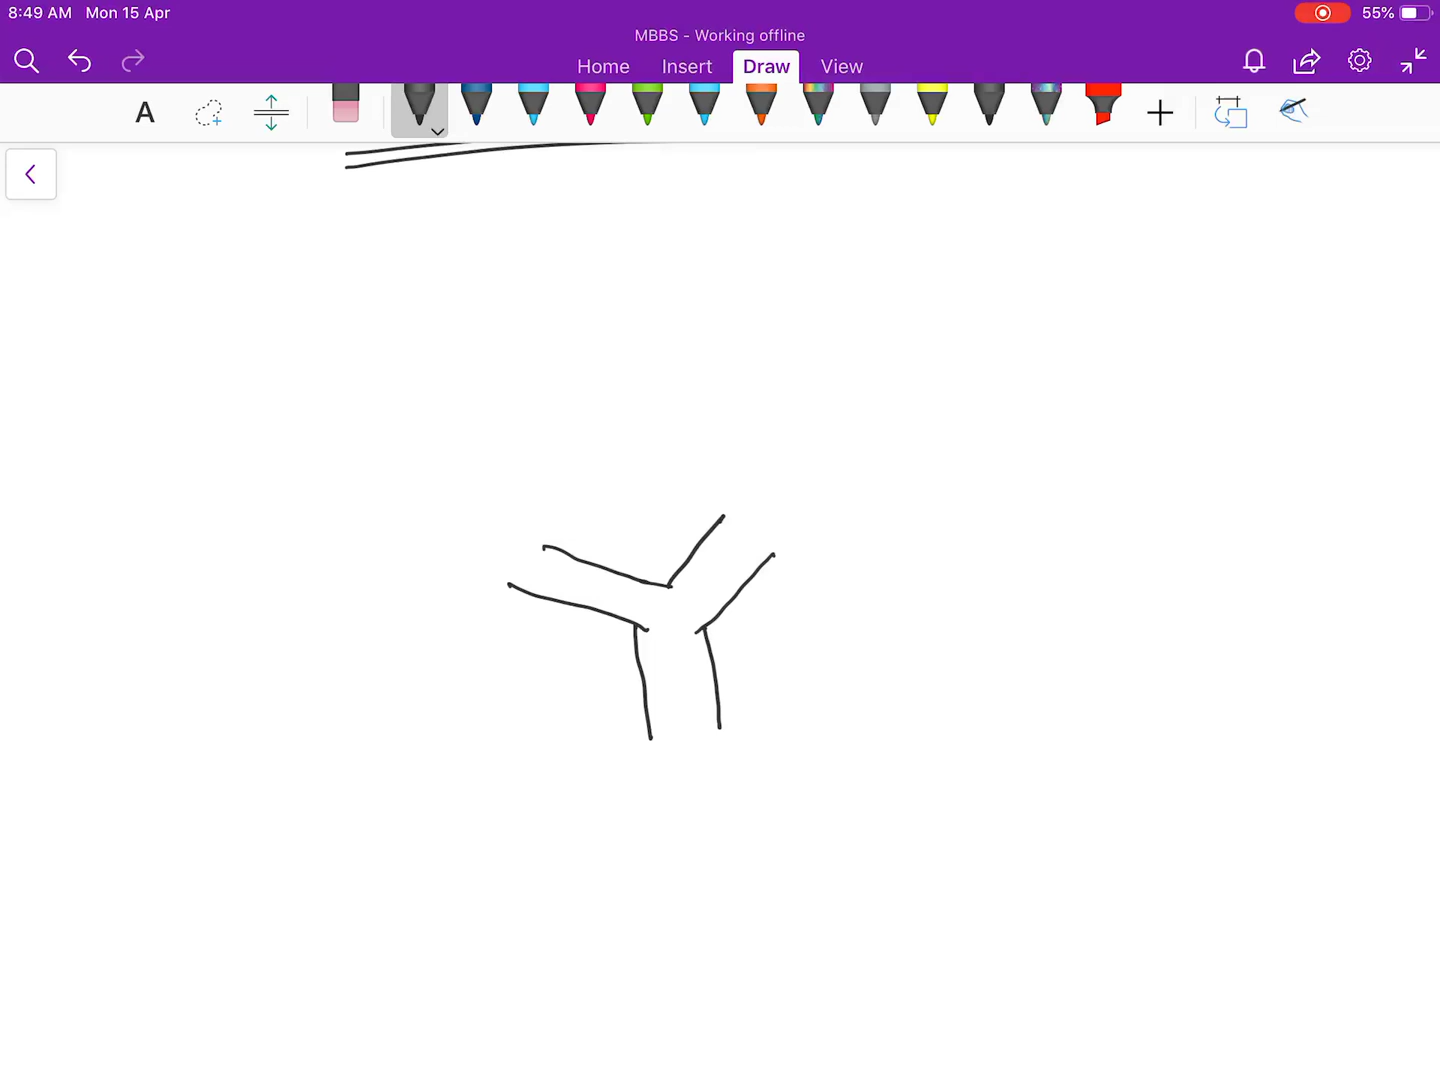 8:49 AM Mon 15 Apr
55%
MBBS - Working offline
Home Insert Draw View
A